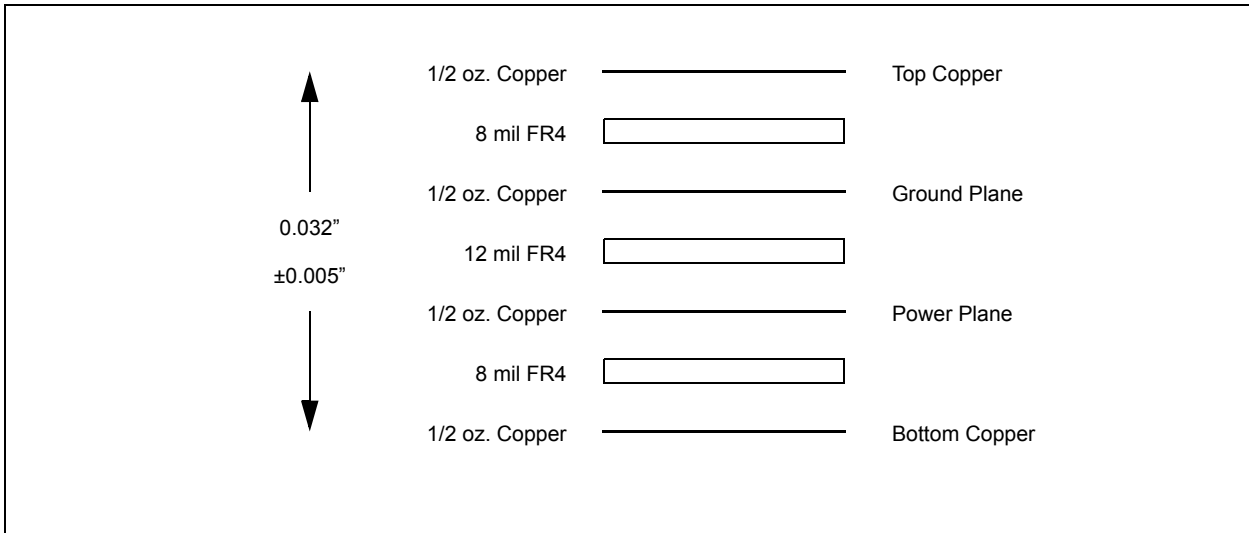 1/2 oz. Copper Top Copper
8 mil FR4
1/2 oz. Copper Ground Plane
0.032”
12 mil FR4
±0.005”
1/2 oz. Copper Power Plane
8 mil FR4
1/2 oz. Copper Bottom Copper